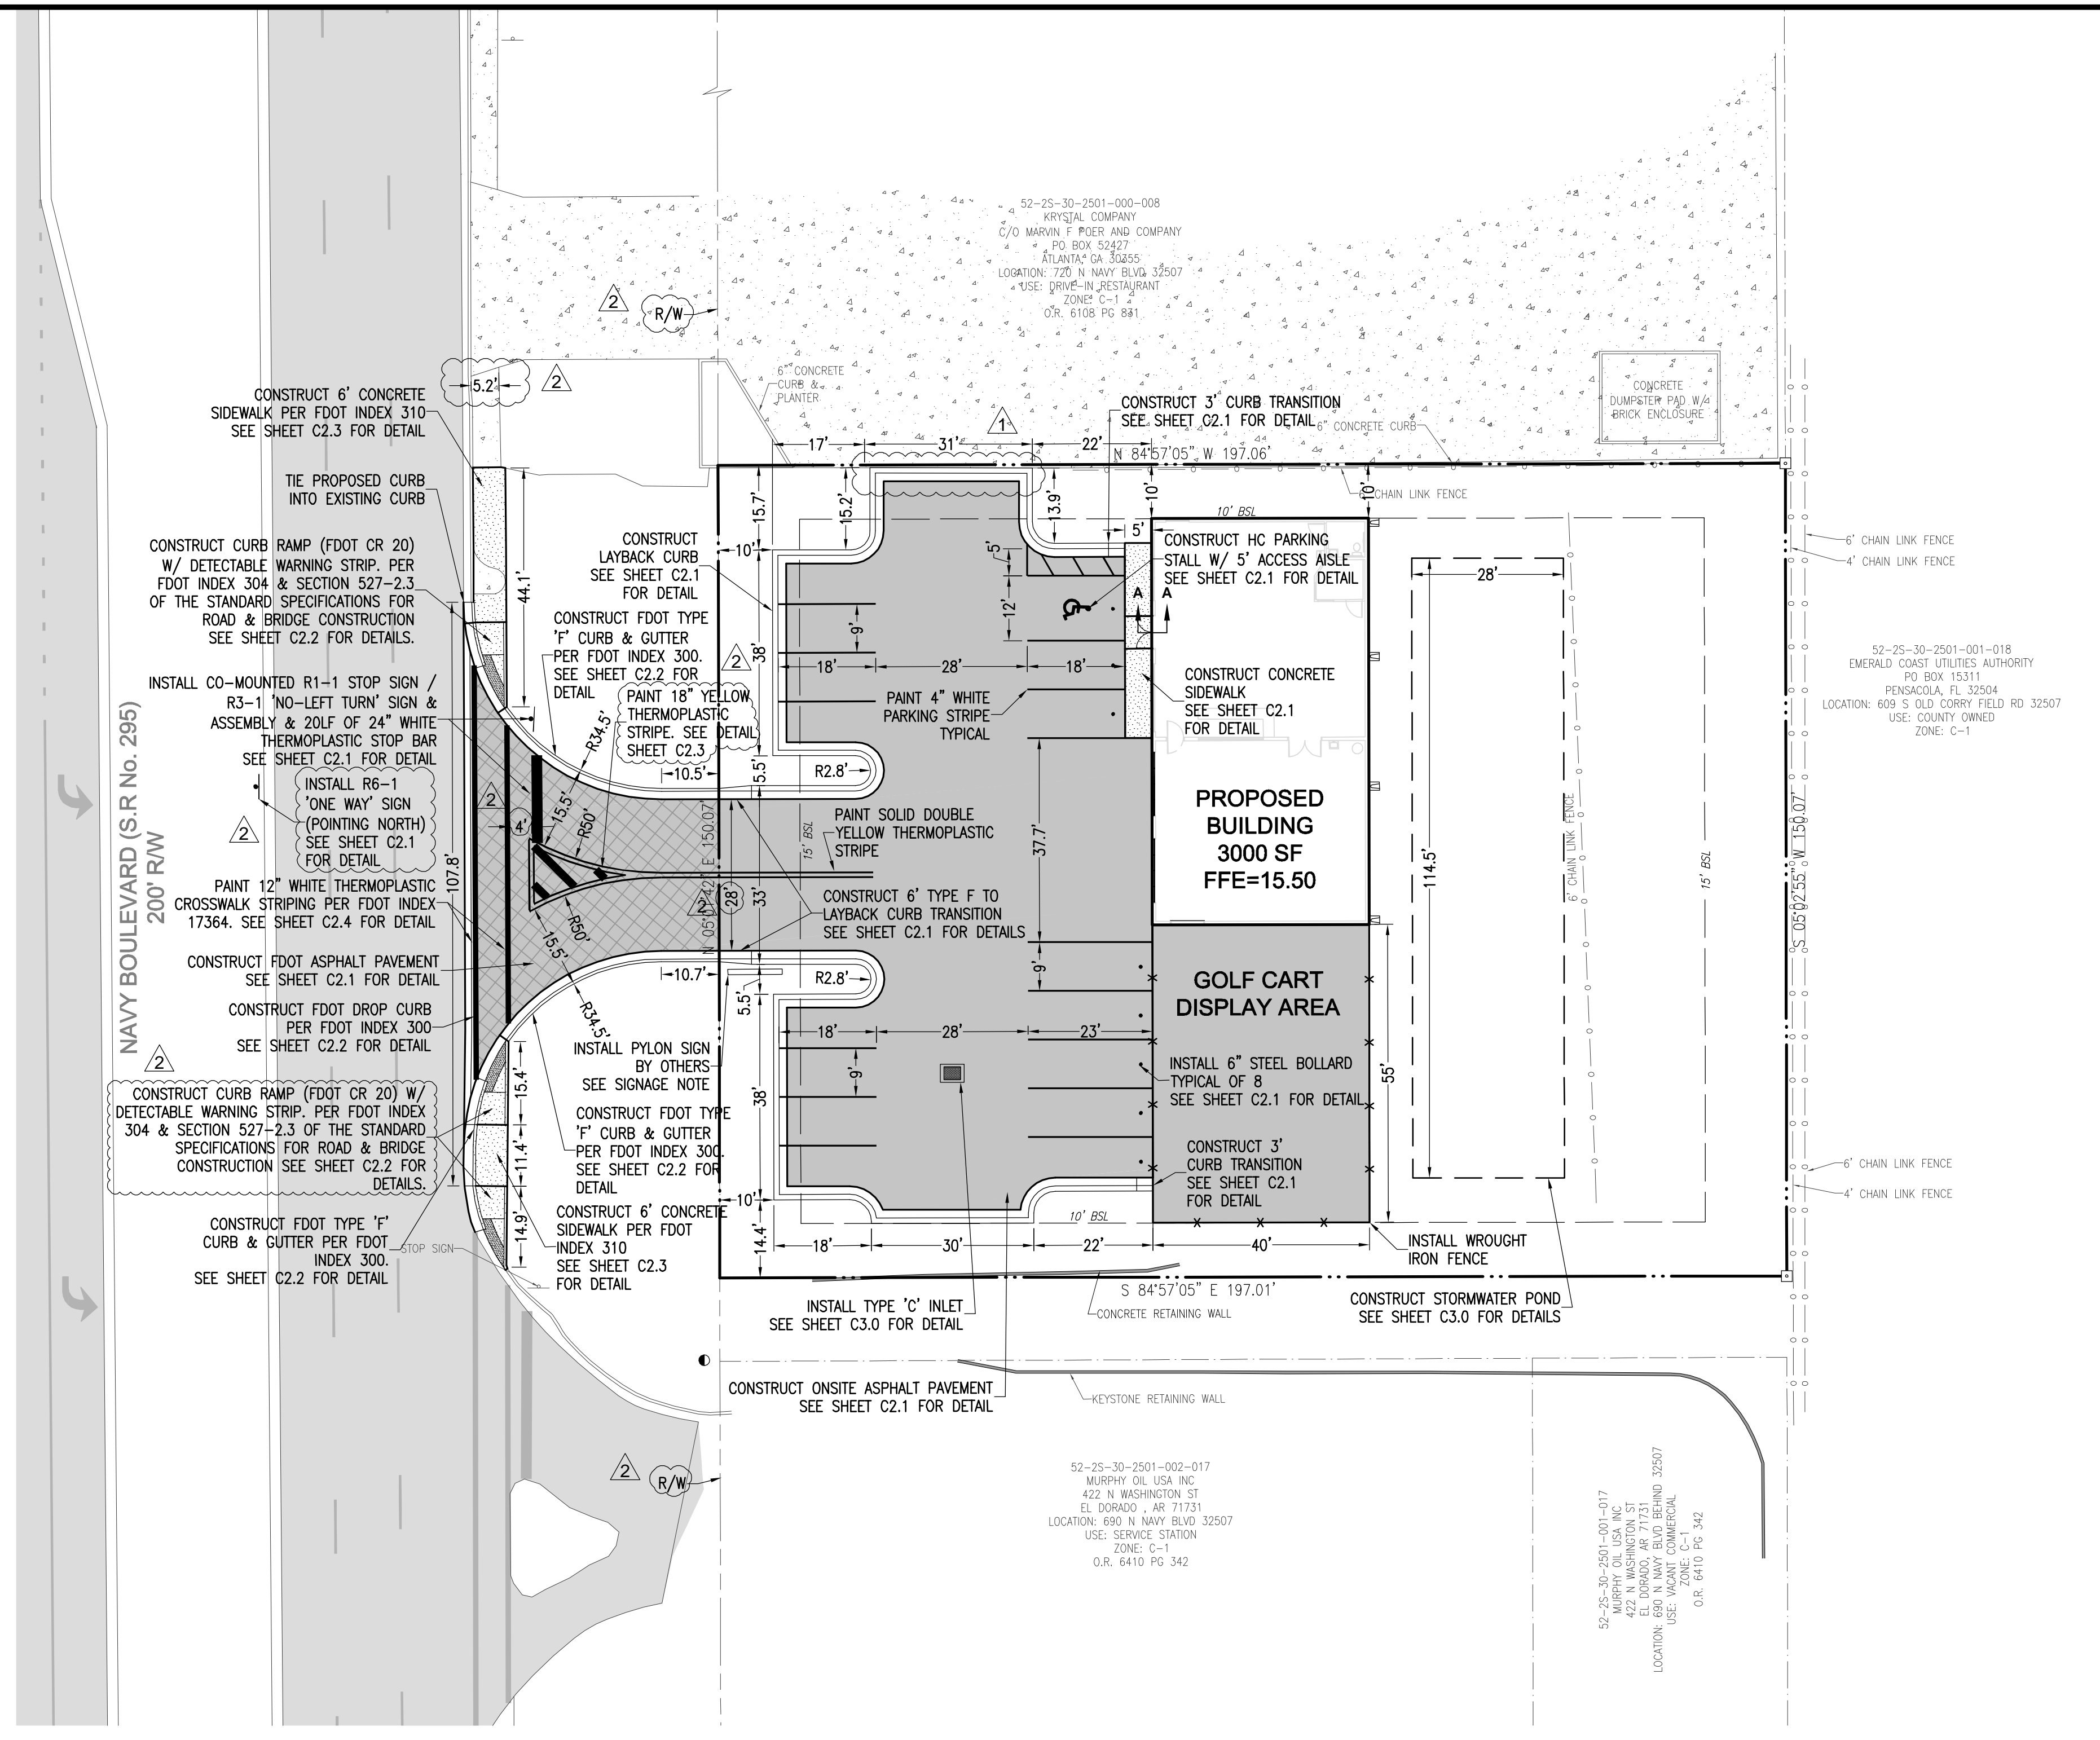 52-2S-30-2501-000-008
KRYSTAL COMPANY
C/O MARVIN F POER AND COMPANY
PO BOX 52427
ATLANTA, GA 30355
LOCATION: 720 N NAVY BLVD 32507
USE: DRIVE-IN RESTAURANT
ZONE: C-1
O.R. 6108 PG 831
2
R/W
5.2'
2
CONSTRUCT 6' CONCRETE
SIDEWALK PER FDOT INDEX 310
SEE SHEET C2.3 FOR DETAIL
6" CONCRETE
CURB &
PLANTER
CONCRETE
DUMPSTER PAD W/
BRICK ENCLOSURE
CONSTRUCT 3' CURB TRANSITION
SEE SHEET C2.1 FOR DETAIL
6" CONCRETE CURB
1
17'
31'
22'
N 84°57'05" W 197.06'
TIE PROPOSED CURB
INTO EXISTING CURB
6' CHAIN LINK FENCE
10' BSL
15.7'
15.2'
13.9'
10'
10'
44.1'
10'
5'
5'
12'
CONSTRUCT CURB RAMP (FDOT CR 20)
W/ DETECTABLE WARNING STRIP. PER
FDOT INDEX 304 & SECTION 527-2.3
OF THE STANDARD SPECIFICATIONS FOR
ROAD & BRIDGE CONSTRUCTION
SEE SHEET C2.2 FOR DETAILS.
CONSTRUCT
LAYBACK CURB
SEE SHEET C2.1
FOR DETAIL
CONSTRUCT HC PARKING
STALL W/ 5' ACCESS AISLE
SEE SHEET C2.1 FOR DETAIL
A
A
28'
6' CHAIN LINK FENCE
4' CHAIN LINK FENCE
CONSTRUCT FDOT TYPE
'F' CURB & GUTTER
PER FDOT INDEX 300.
SEE SHEET C2.2 FOR
DETAIL
2
38'
9'
18'
28'
18'
52-2S-30-2501-001-018
EMERALD COAST UTILITIES AUTHORITY
PO BOX 15311
PENSACOLA, FL 32504
LOCATION: 609 S OLD CORRY FIELD RD 32507
USE: COUNTY OWNED
ZONE: C-1
INSTALL CO-MOUNTED R1-1 STOP SIGN /
R3-1 'NO-LEFT TURN' SIGN &
ASSEMBLY & 20LF OF 24" WHITE
THERMOPLASTIC STOP BAR
SEE SHEET C2.1 FOR DETAIL
PAINT 18" YELLOW
THERMOPLASTIC
STRIPE. SEE DETAIL
SHEET C2.3
PAINT 4" WHITE
PARKING STRIPE
TYPICAL
CONSTRUCT CONCRETE
SIDEWALK
SEE SHEET C2.1
FOR DETAIL
R34.5'
10.5'
5.5'
R2.8'
INSTALL R6-1
'ONE WAY' SIGN
(POINTING NORTH)
SEE SHEET C2.1
FOR DETAIL
2
2
4'
15.5'
R50'
107.8'
NAVY BOULEVARD (S.R No. 295)
200' R/W
N 05°01'42" E 150.07'
15' BSL
2
28'
33'
37.7'
PAINT SOLID DOUBLE
YELLOW THERMOPLASTIC
STRIPE
PROPOSED
BUILDING
3000 SF
FFE=15.50
114.5'
6' CHAIN LINK FENCE
15' BSL
S 05°02'55" W 150.07'
PAINT 12" WHITE THERMOPLASTIC
CROSSWALK STRIPING PER FDOT INDEX
17364. SEE SHEET C2.4 FOR DETAIL
CONSTRUCT 6' TYPE F TO
LAYBACK CURB TRANSITION
SEE SHEET C2.1 FOR DETAILS
R50'
15.5'
CONSTRUCT FDOT ASPHALT PAVEMENT
SEE SHEET C2.1 FOR DETAIL
10.7'
5.5'
R2.8'
9'
GOLF CART
DISPLAY AREA
CONSTRUCT FDOT DROP CURB
PER FDOT INDEX 300
SEE SHEET C2.2 FOR DETAIL
R34.5'
18'
28'
23'
INSTALL PYLON SIGN
BY OTHERS
SEE SIGNAGE NOTE
9'
38'
15.4'
INSTALL 6" STEEL BOLLARD
TYPICAL OF 8
SEE SHEET C2.1 FOR DETAIL
55'
2
CONSTRUCT CURB RAMP (FDOT CR 20) W/
DETECTABLE WARNING STRIP. PER FDOT INDEX
304 & SECTION 527-2.3 OF THE STANDARD
SPECIFICATIONS FOR ROAD & BRIDGE
CONSTRUCTION SEE SHEET C2.2 FOR
DETAILS.
11.4'
CONSTRUCT FDOT TYPE
'F' CURB & GUTTER
PER FDOT INDEX 300.
SEE SHEET C2.2 FOR
DETAIL
CONSTRUCT 3'
CURB TRANSITION
SEE SHEET C2.1
FOR DETAIL
6' CHAIN LINK FENCE
4' CHAIN LINK FENCE
10'
14.9'
14.4'
10' BSL
CONSTRUCT FDOT TYPE 'F'
CURB & GUTTER PER FDOT
INDEX 300.
SEE SHEET C2.2 FOR DETAIL
STOP SIGN
CONSTRUCT 6' CONCRETE
SIDEWALK PER FDOT
INDEX 310
SEE SHEET C2.3
FOR DETAIL
18'
30'
22'
40'
INSTALL WROUGHT
IRON FENCE
S 84°57'05" E 197.01'
INSTALL TYPE 'C' INLET
SEE SHEET C3.0 FOR DETAIL
CONCRETE RETAINING WALL
CONSTRUCT STORMWATER POND
SEE SHEET C3.0 FOR DETAILS
CONSTRUCT ONSITE ASPHALT PAVEMENT
SEE SHEET C2.1 FOR DETAIL
KEYSTONE RETAINING WALL
2
R/W
52-2S-30-2501-002-017
MURPHY OIL USA INC
422 N WASHINGTON ST
EL DORADO , AR 71731
LOCATION: 690 N NAVY BLVD 32507
USE: SERVICE STATION
ZONE: C-1
O.R. 6410 PG 342
52-2S-30-2501-001-017
MURPHY OIL USA INC
422 N WASHINGTON ST
EL DORADO, AR 71731
LOCATION: 690 N NAVY BLVD BEHIND 32507
USE: VACANT COMMERCIAL
ZONE: C-1
O.R. 6410 PG 342